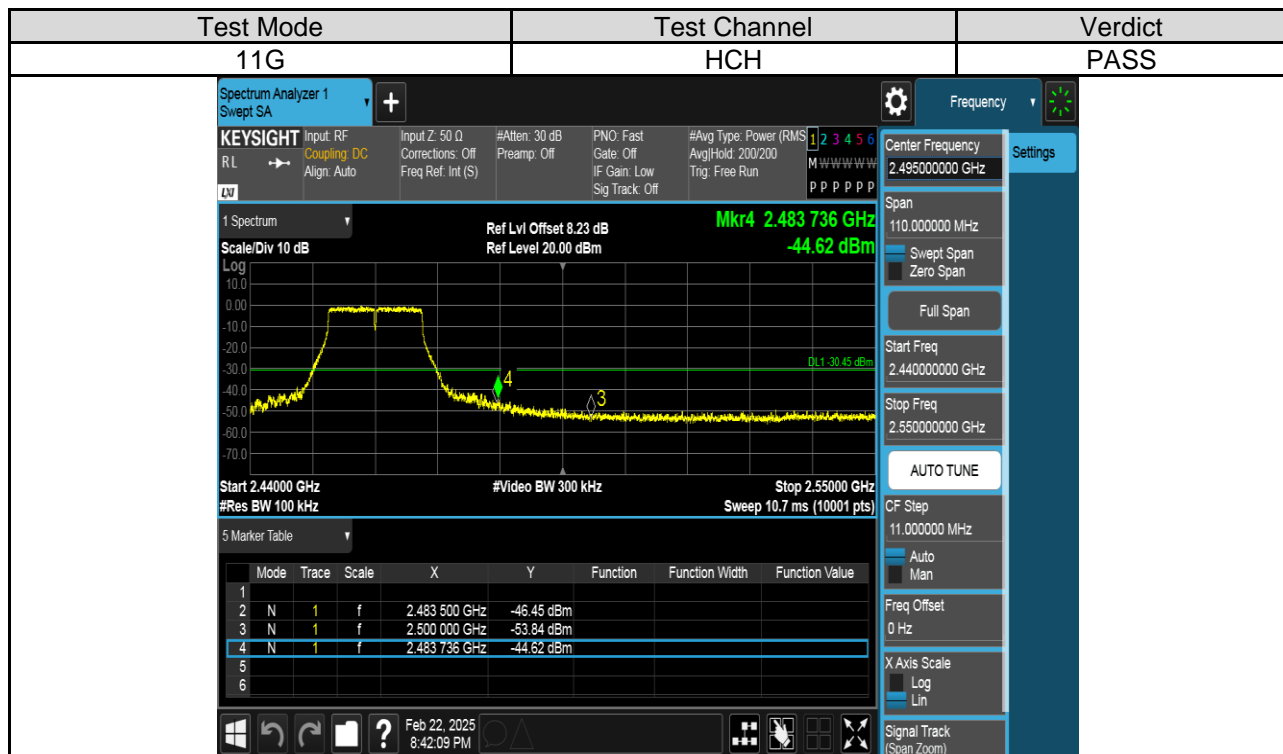 Test Mode Test Channel Verdict
11G HCH PASS
Spectrum Analyzer 1
Swept SA
+
Frequency
KEYSIGHT
R L
LXI
Input: RF
Coupling: DC
Align: Auto
Input Z: 50 Ω
Corrections: Off
Freq Ref: Int (S)
#Atten: 30 dB
Preamp: Off
PNO: Fast
Gate: Off
IF Gain: Low
Sig Track: Off
#Avg Type: Power (RMS
Avg|Hold: 200/200
Trig: Free Run
1 2 3 4 5 6
M W W W W W
P P P P P P
Center Frequency
2.495000000 GHz
Settings
Span
110.000000 MHz
Swept Span
Zero Span
Full Span
Start Freq
2.440000000 GHz
Stop Freq
2.550000000 GHz
AUTO TUNE
CF Step
11.000000 MHz
Auto
Man
Freq Offset
0 Hz
X Axis Scale
Log
Lin
Signal Track
(Span Zoom)
1 Spectrum
Scale/Div 10 dB
Ref Lvl Offset 8.23 dB
Ref Level 20.00 dBm
Mkr4 2.483 736 GHz
-44.62 dBm
Log
10.0
0.00
-10.0
-20.0
-30.0
-40.0
-50.0
-60.0
-70.0
DL1 -30.45 dBm
4
3
Start 2.44000 GHz #Video BW 300 kHz Stop 2.55000 GHz
#Res BW 100 kHz Sweep 10.7 ms (10001 pts)
5 Marker Table
Mode Trace Scale X Y Function Function Width Function Value
1
2 N 1 f 2.483 500 GHz -46.45 dBm
3 N 1 f 2.500 000 GHz -53.84 dBm
4 N 1 f 2.483 736 GHz -44.62 dBm
5
6
?
Feb 22, 2025
8:42:09 PM